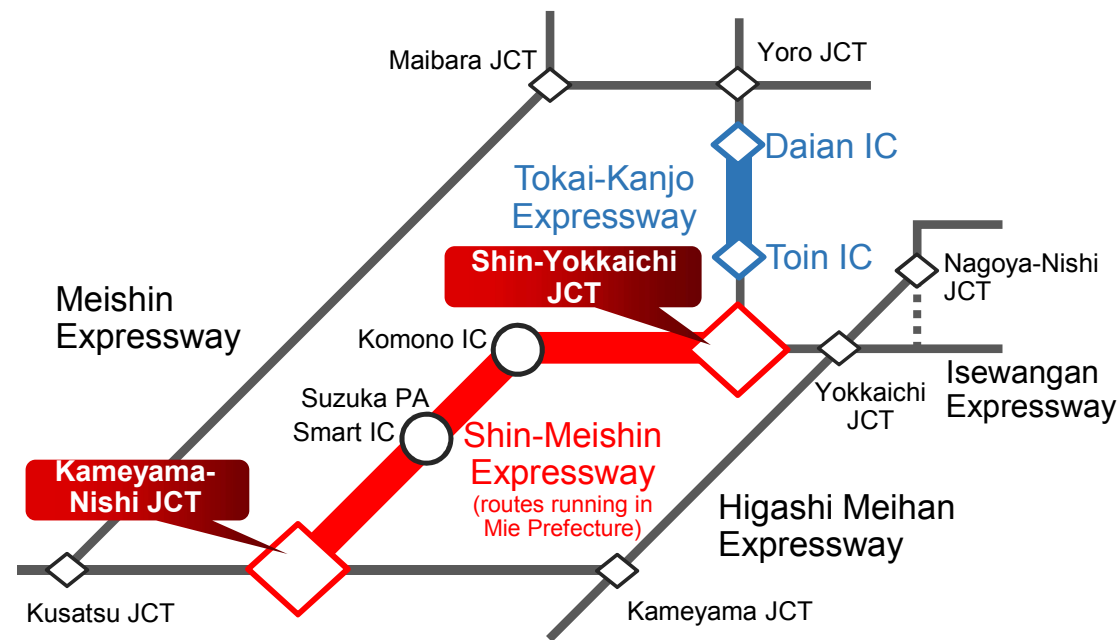 Maibara JCT
Yoro JCT
Daian IC
Tokai-Kanjo
Expressway
Shin-Yokkaichi
JCT
Toin IC
Nagoya-Nishi
JCT
Meishin
Expressway
Komono IC
Yokkaichi
JCT
Isewangan
Expressway
Suzuka PA
Smart IC
Shin-Meishin
Expressway
(routes running in
Mie Prefecture)
Kameyama-
Nishi JCT
Higashi Meihan
Expressway
Kusatsu JCT
Kameyama JCT